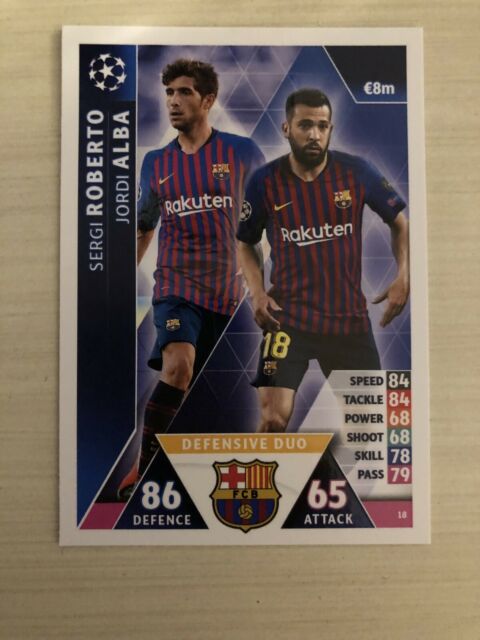 SERGI ROBERTO
JORDI ALBA
€8m
Rakuten
Rakuten
18
SPEED 84
TACKLE 84
POWER 68
SHOOT 68
SKILL 78
PASS 79
DEFENSIVE DUO
86
DEFENCE
FCB
65
ATTACK
18